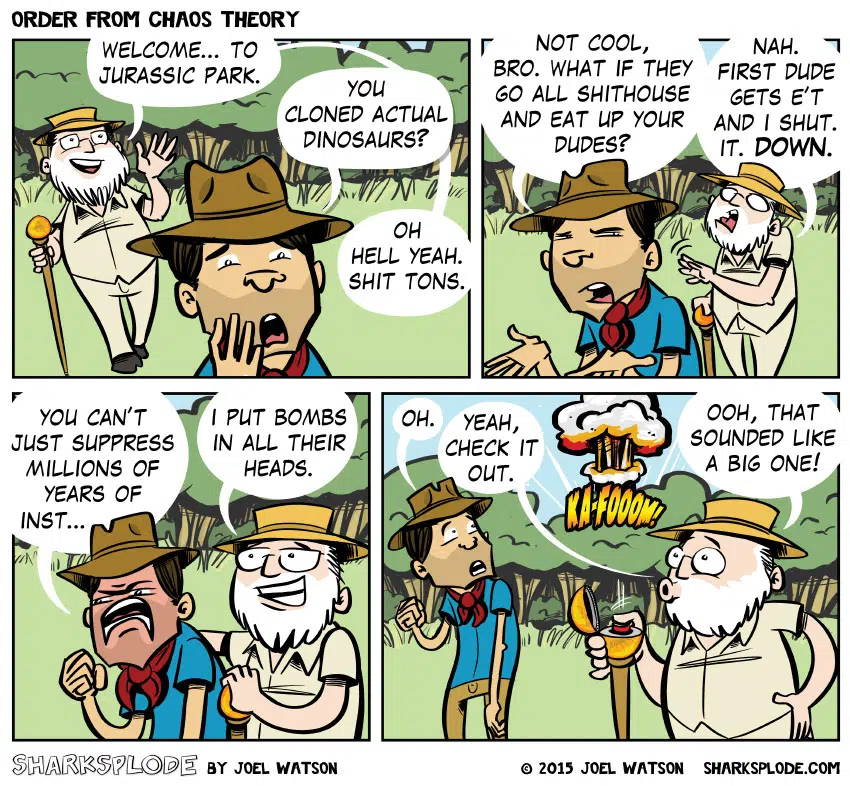 ORDER FROM CHAOS THEORY
WELCOME... TO
JURASSIC PARK.
YOU
CLONED ACTUAL
DINOSAURS?
OH
HELL YEAH.
SHIT TONS.
NOT COOL,
BRO. WHAT IF THEY
GO ALL SHITHOUSE
AND EAT UP YOUR
DUDES?
NAH.
FIRST DUDE
GETS E'T
AND I SHUT.
IT. DOWN.
YOU CAN'T
JUST SUPPRESS
MILLIONS OF
YEARS OF
INST...
I PUT BOMBS
IN ALL THEIR
HEADS.
OH.
YEAH,
CHECK IT
OUT.
KA-FOOOM!
OOH, THAT
SOUNDED LIKE
A BIG ONE!
SHARKSPLODE BY JOEL WATSON
© 2015 JOEL WATSON SHARKSPLODE.COM